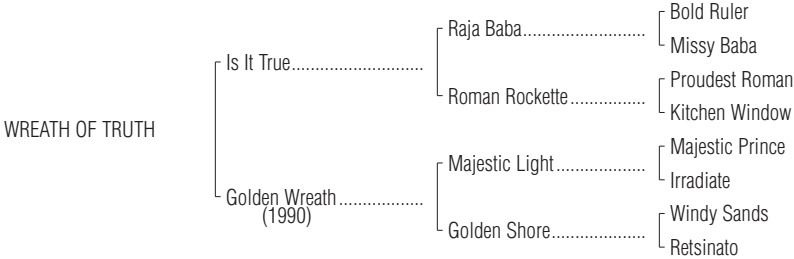 Bold Ruler
Raja Baba..........................
Missy Baba
Is It True............................
Proudest Roman
Roman Rockette................
Kitchen Window
WREATH OF TRUTH
Majestic Prince
Majestic Light...................
Irradiate
Golden Wreath..................
(1990)
Windy Sands
Golden Shore....................
Retsinato